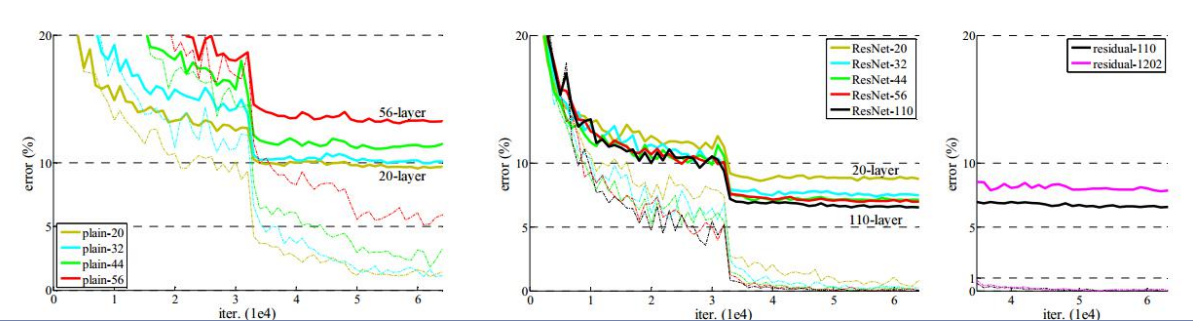 20
10
5
0
error (%)
56-layer
20-layer
plain-20
plain-32
plain-44
plain-56
0 1 2 3 4 5 6
iter. (1e4)
20
10
5
0
error (%)
ResNet-20
ResNet-32
ResNet-44
ResNet-56
ResNet-110
20-layer
110-layer
0 1 2 3 4 5 6
iter. (1e4)
20
10
5
1
0
error (%)
residual-110
residual-1202
4 5 6
iter. (1e4)